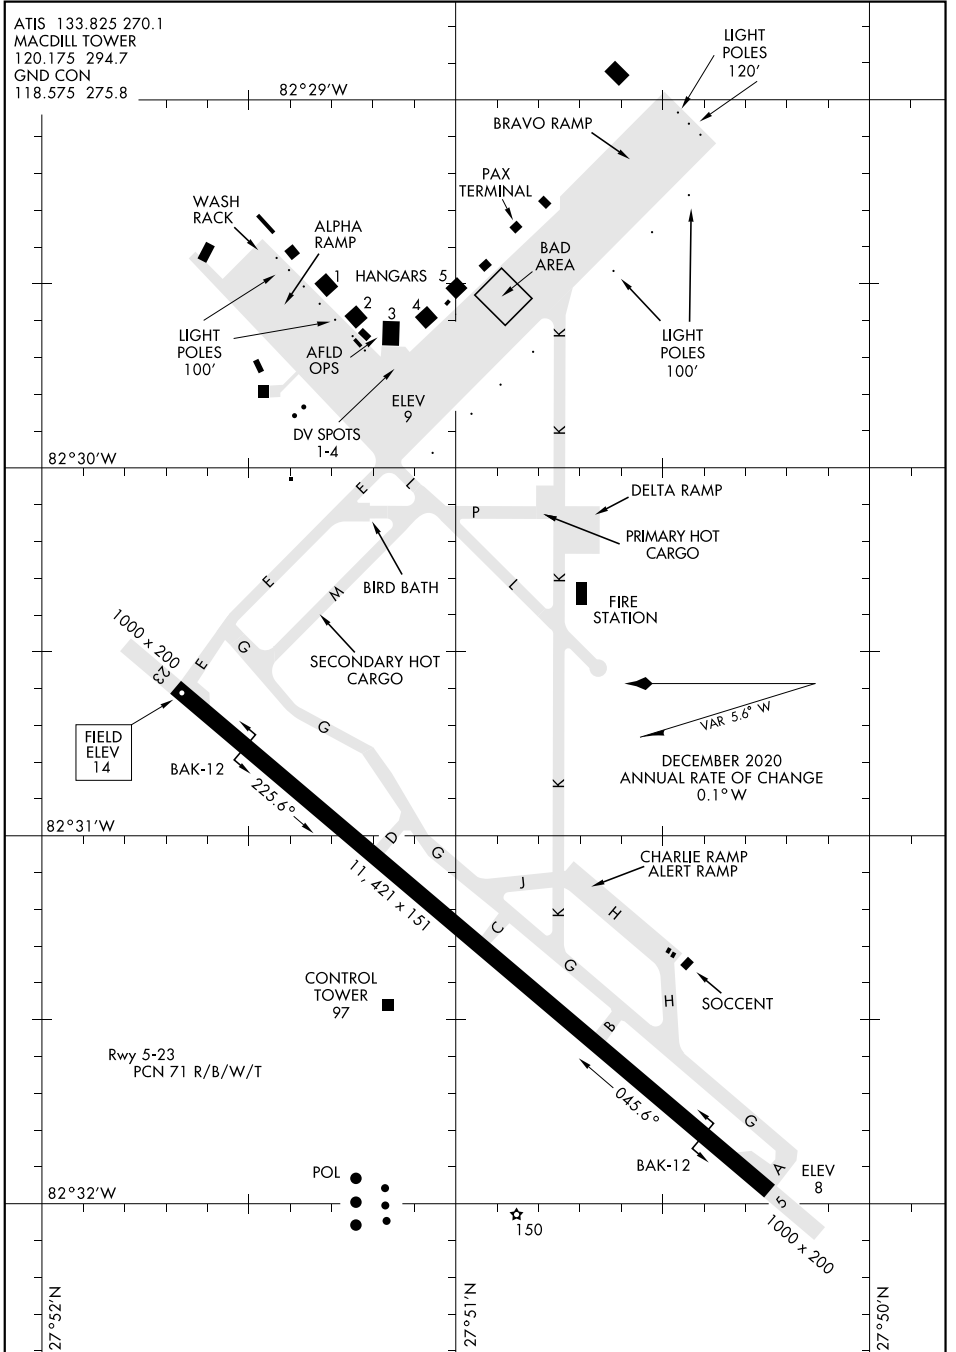 ATIS 133.825 270.1
MACDILL TOWER
120.175 294.7
GND CON
118.575 275.8
82°29'W
LIGHT
POLES
120'
BRAVO RAMP
PAX
TERMINAL
WASH
RACK
ALPHA
RAMP
BAD
AREA
1
HANGARS
5
2
3
4
LIGHT
POLES
100'
AFLD
OPS
K
LIGHT
POLES
100'
ELEV
9
DV SPOTS
1-4
K
82°30'W
E
L
DELTA RAMP
P
PRIMARY HOT
CARGO
BIRD BATH
E
M
L
K
FIRE
STATION
1000 x 200
23
E
G
SECONDARY HOT
CARGO
VAR 5.6° W
FIELD
ELEV
14
G
BAK-12
225.6°
DECEMBER 2020
ANNUAL RATE OF CHANGE
0.1° W
K
82°31'W
D
G
11, 421 x 151
J
CHARLIE RAMP
ALERT RAMP
K
H
C
G
CONTROL
TOWER
97
H
SOCCENT
B
Rwy 5-23
PCN 71 R/B/W/T
045.6°
G
BAK-12
A
ELEV
8
POL
82°32'W
5
150
1000 x 200
27°52'N
27°51'N
27°50'N